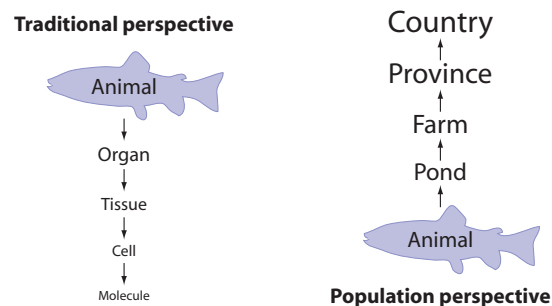 Traditional perspective
Animal
Organ
Tissue
Cell
Molecule
Country
Province
Farm
Pond
Animal
Population perspective